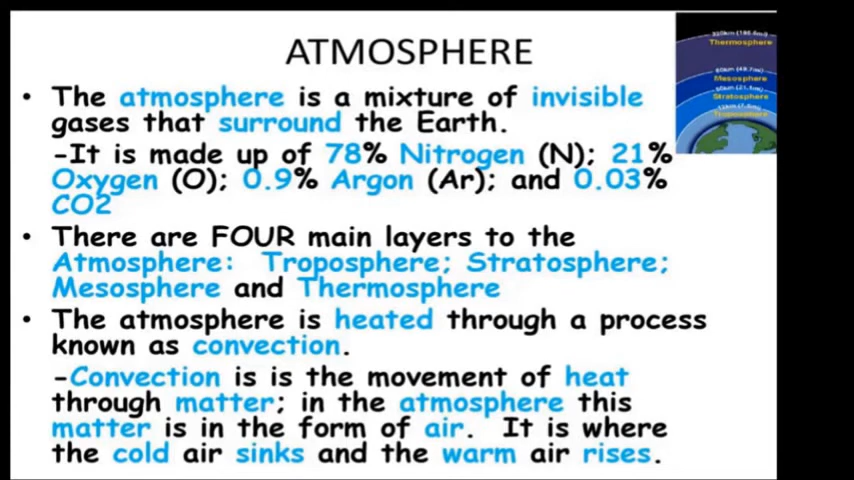 ATMOSPHERE
• The atmosphere is a mixture of invisible
gases that surround the Earth.
-It is made up of 78% Nitrogen (N); 21%
Oxygen (O); 0.9% Argon (Ar); and 0.03%
CO2
• There are FOUR main layers to the
Atmosphere: Troposphere; Stratosphere;
Mesosphere and Thermosphere
• The atmosphere is heated through a process
known as convection.
-Convection is is the movement of heat
through matter; in the atmosphere this
matter is in the form of air. It is where
the cold air sinks and the warm air rises.
Thermosphere
Mesosphere
Stratosphere
Troposphere